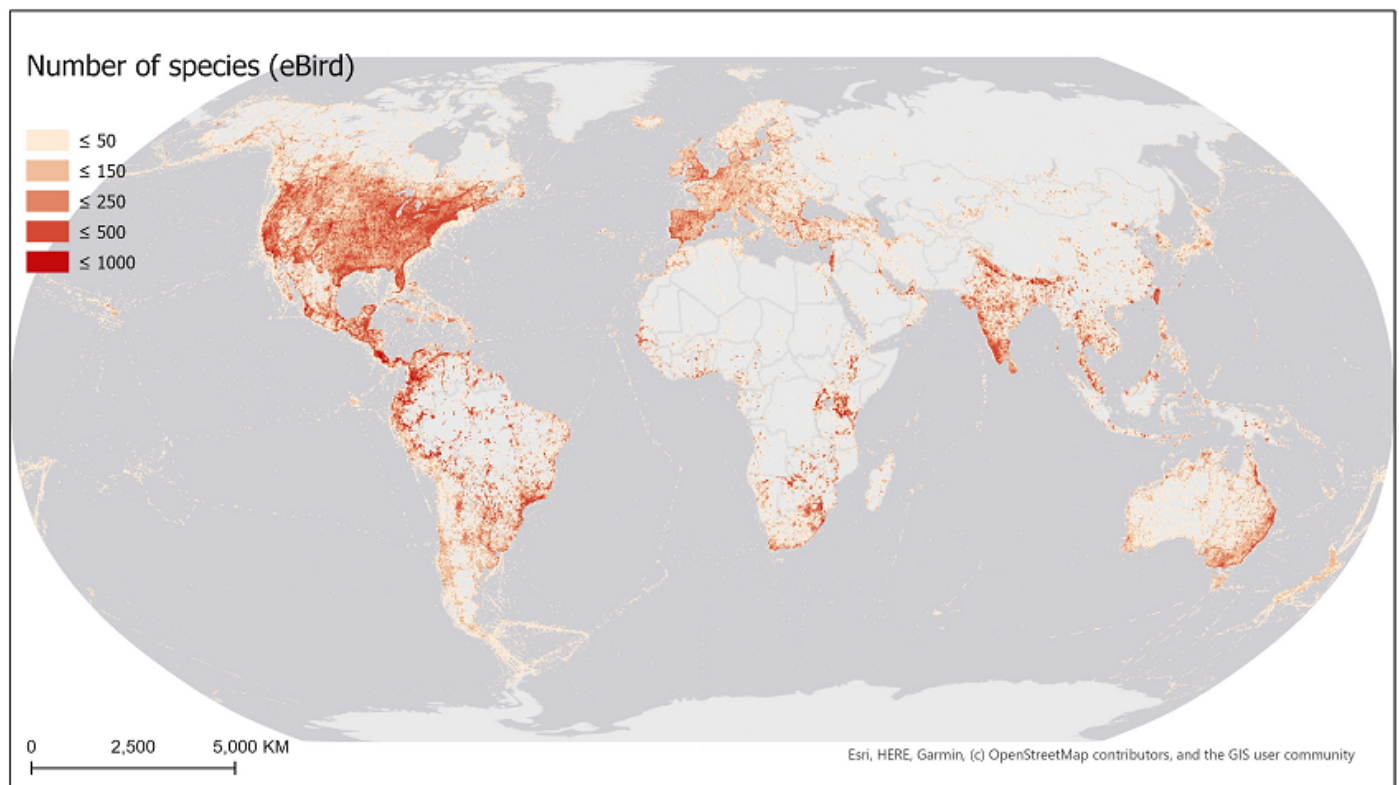 Number of species (eBird)
≤ 50
≤ 150
≤ 250
≤ 500
≤ 1000
0 2,500 5,000 KM
Esri, HERE, Garmin, (c) OpenStreetMap contributors, and the GIS user community